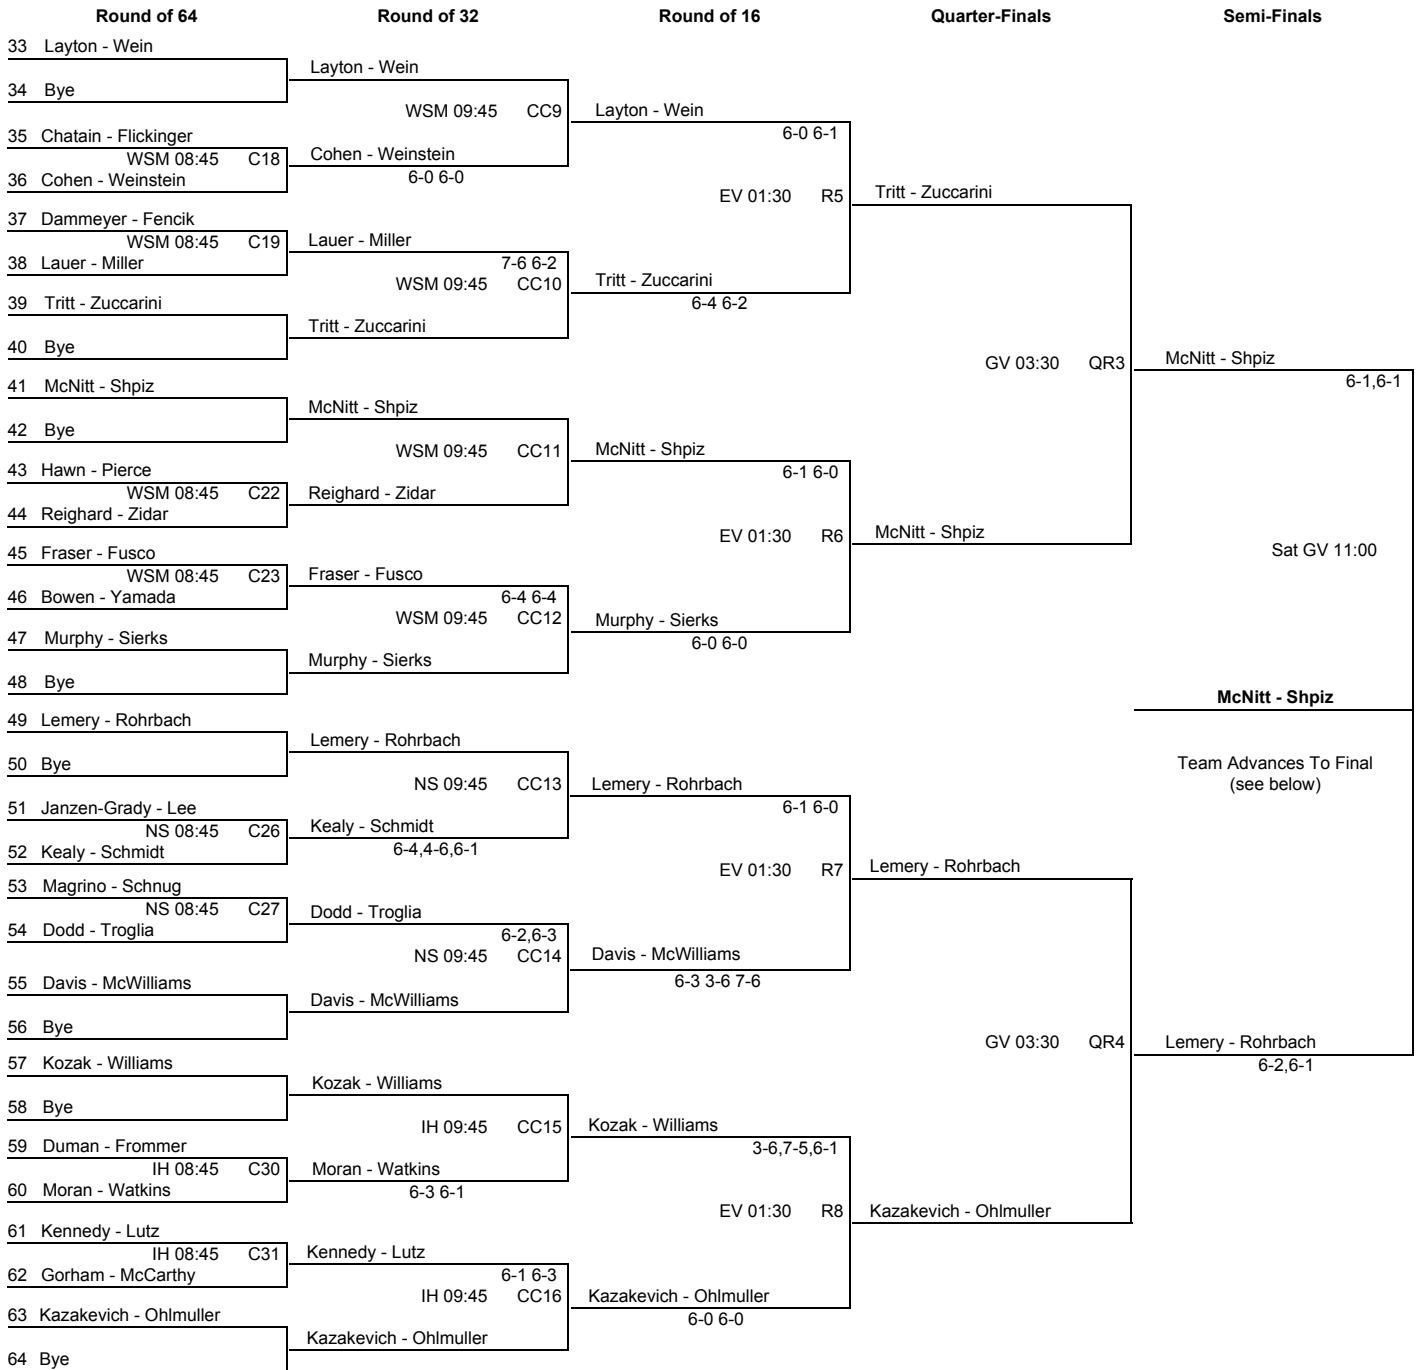 Round of 64 Round of 32 Round of 16 Quarter-Finals Semi-Finals
33 Layton - Wein
Layton - Wein
34 Bye
WSM 09:45 CC9 Layton - Wein
6-0 6-1
35 Chatain - Flickinger
WSM 08:45 C18 Cohen - Weinstein
36 Cohen - Weinstein 6-0 6-0
EV 01:30 R5 Tritt - Zuccarini
37 Dammeyer - Fencik
WSM 08:45 C19 Lauer - Miller
38 Lauer - Miller 7-6 6-2
WSM 09:45 CC10 Tritt - Zuccarini
39 Tritt - Zuccarini 6-4 6-2
Tritt - Zuccarini
40 Bye
GV 03:30 QR3 McNitt - Shpiz
41 McNitt - Shpiz 6-1,6-1
McNitt - Shpiz
42 Bye
WSM 09:45 CC11 McNitt - Shpiz
43 Hawn - Pierce 6-1 6-0
WSM 08:45 C22 Reighard - Zidar
44 Reighard - Zidar
EV 01:30 R6 McNitt - Shpiz
45 Fraser - Fusco Sat GV 11:00
WSM 08:45 C23 Fraser - Fusco
46 Bowen - Yamada 6-4 6-4
WSM 09:45 CC12 Murphy - Sierks
47 Murphy - Sierks 6-0 6-0
Murphy - Sierks
48 Bye
McNitt - Shpiz
49 Lemery - Rohrbach
Lemery - Rohrbach
50 Bye Team Advances To Final
NS 09:45 CC13 Lemery - Rohrbach (see below)
51 Janzen-Grady - Lee 6-1 6-0
NS 08:45 C26 Kealy - Schmidt
52 Kealy - Schmidt 6-4,4-6,6-1
EV 01:30 R7 Lemery - Rohrbach
53 Magrino - Schnug
NS 08:45 C27 Dodd - Troglia
54 Dodd - Troglia 6-2,6-3
NS 09:45 CC14 Davis - McWilliams
55 Davis - McWilliams 6-3 3-6 7-6
Davis - McWilliams
56 Bye
GV 03:30 QR4 Lemery - Rohrbach
57 Kozak - Williams 6-2,6-1
Kozak - Williams
58 Bye
IH 09:45 CC15 Kozak - Williams
59 Duman - Frommer 3-6,7-5,6-1
IH 08:45 C30 Moran - Watkins
60 Moran - Watkins 6-3 6-1
EV 01:30 R8 Kazakevich - Ohlmuller
61 Kennedy - Lutz
IH 08:45 C31 Kennedy - Lutz
62 Gorham - McCarthy 6-1 6-3
IH 09:45 CC16 Kazakevich - Ohlmuller
63 Kazakevich - Ohlmuller 6-0 6-0
Kazakevich - Ohlmuller
64 Bye